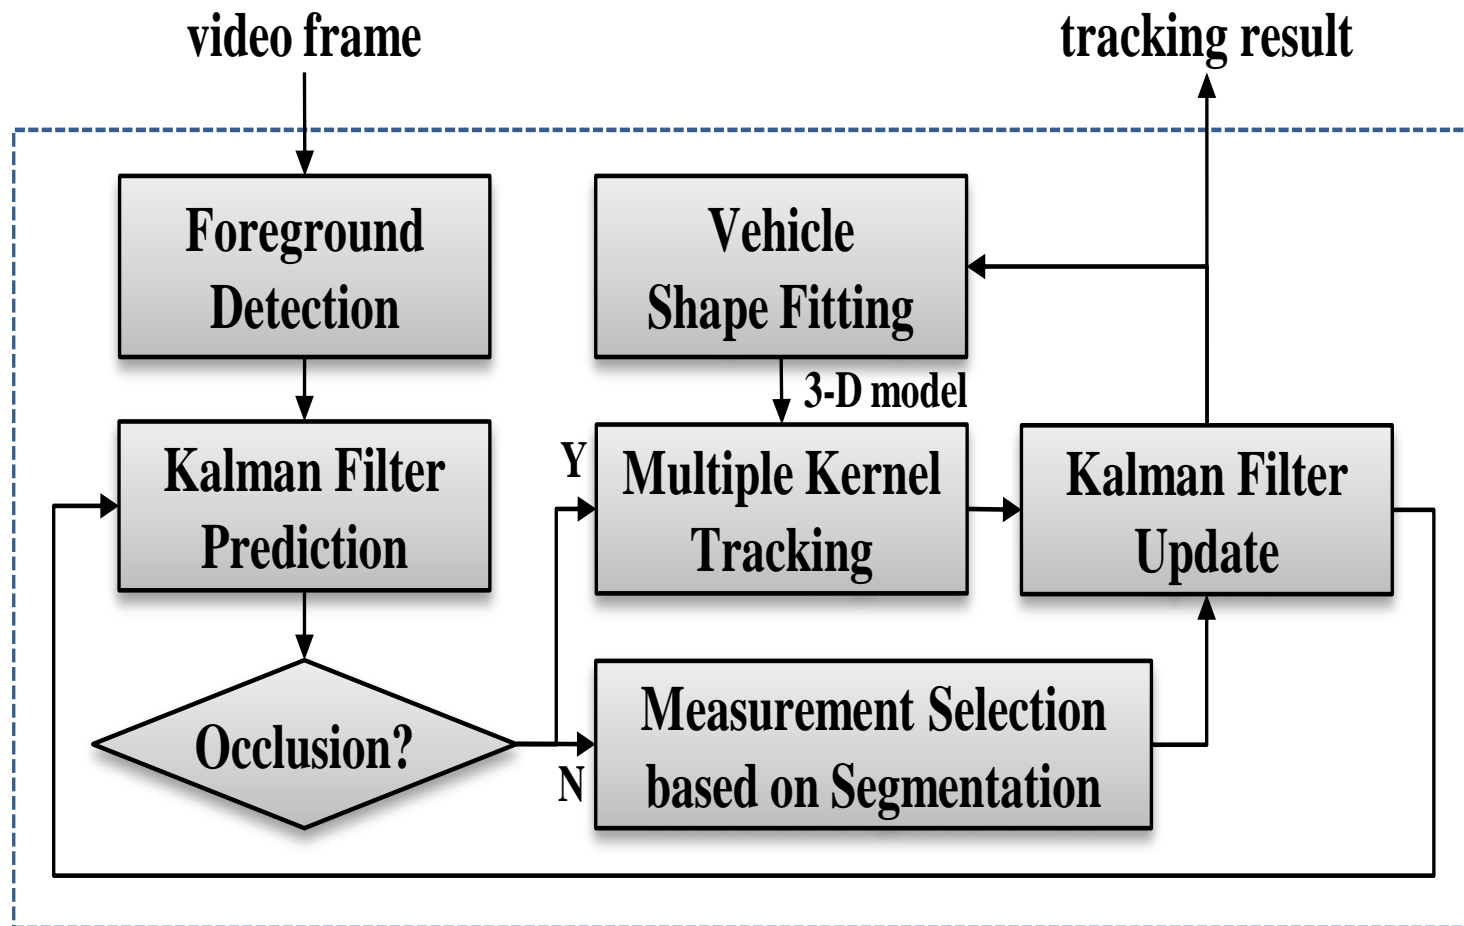 video frame
tracking result
Foreground
Detection
Vehicle
Shape Fitting
3-D model
Kalman Filter
Prediction
Y
Multiple Kernel
Tracking
Kalman Filter
Update
Occlusion?
N
Measurement Selection
based on Segmentation